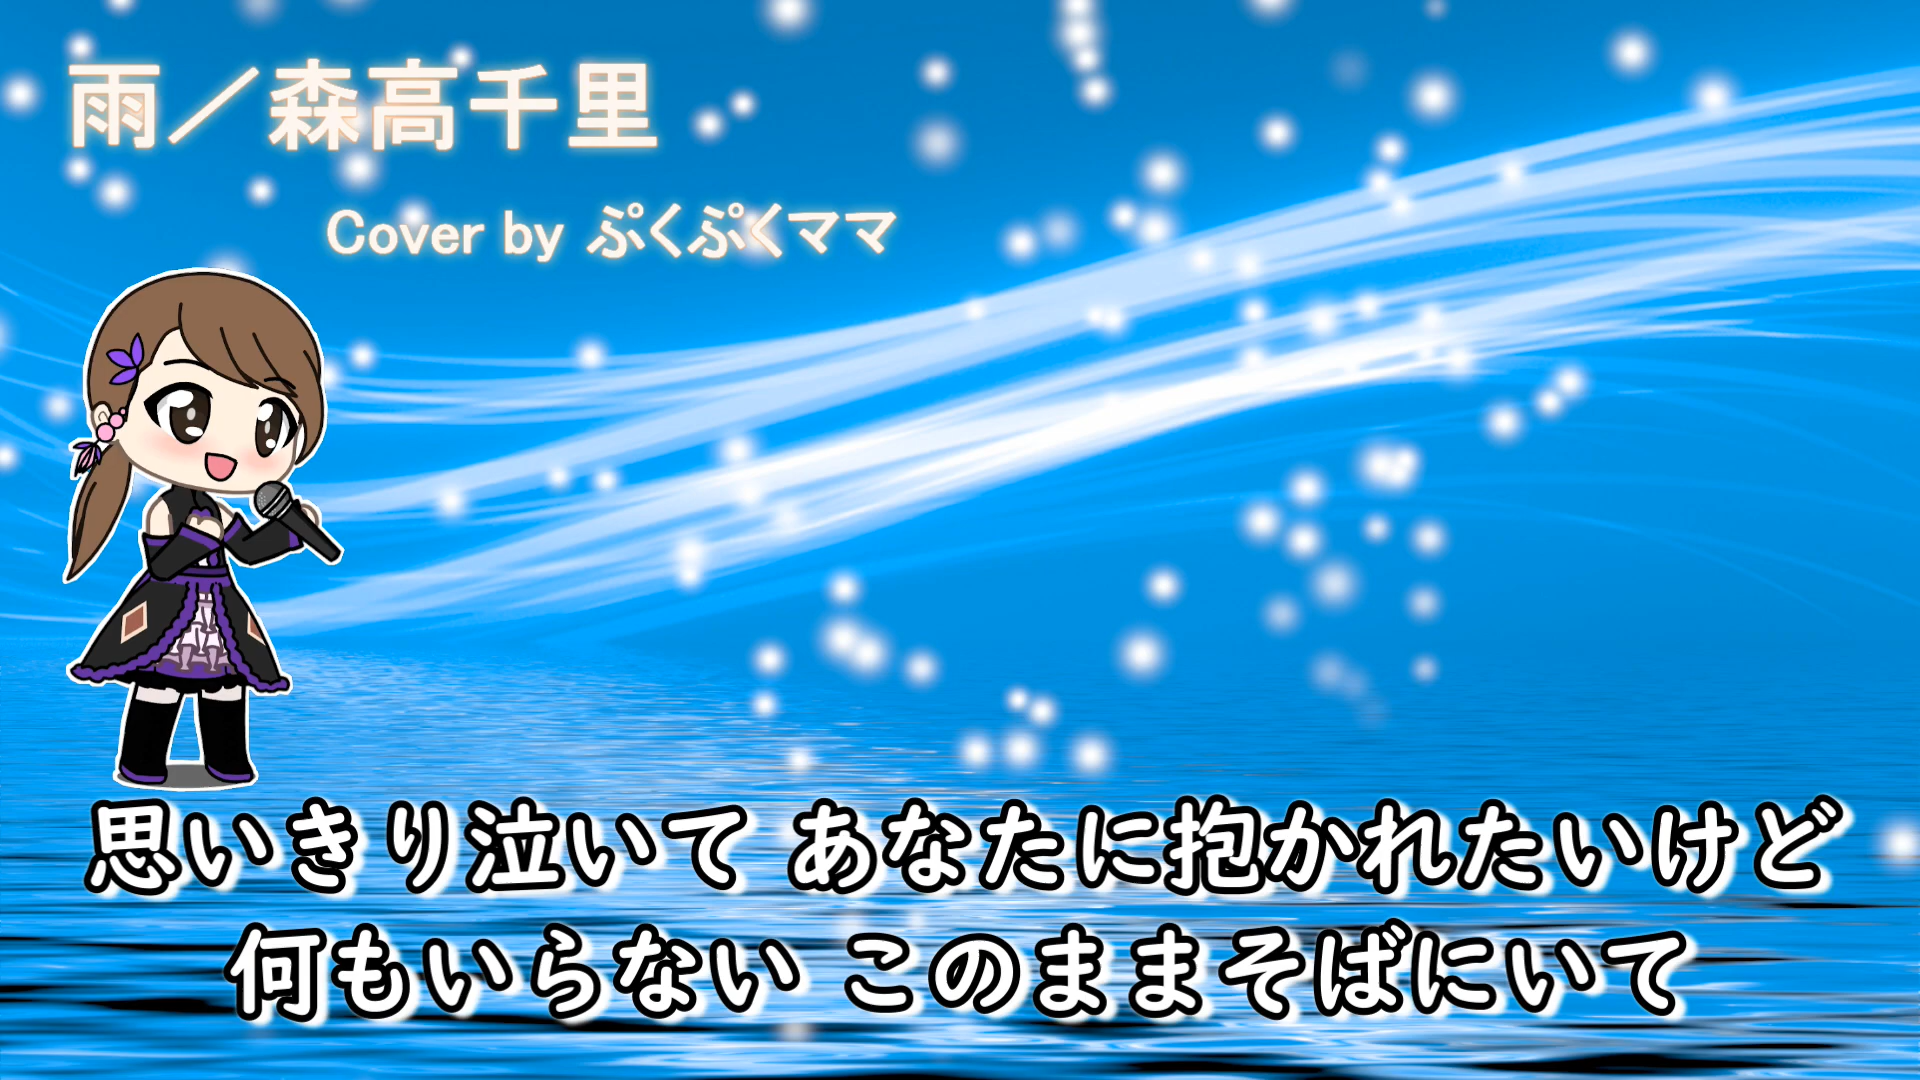 雨／森高千里
Cover by ぷくぷくママ
思いきり泣いて あなたに抱かれたいけど
何もいらない このままそばにいて